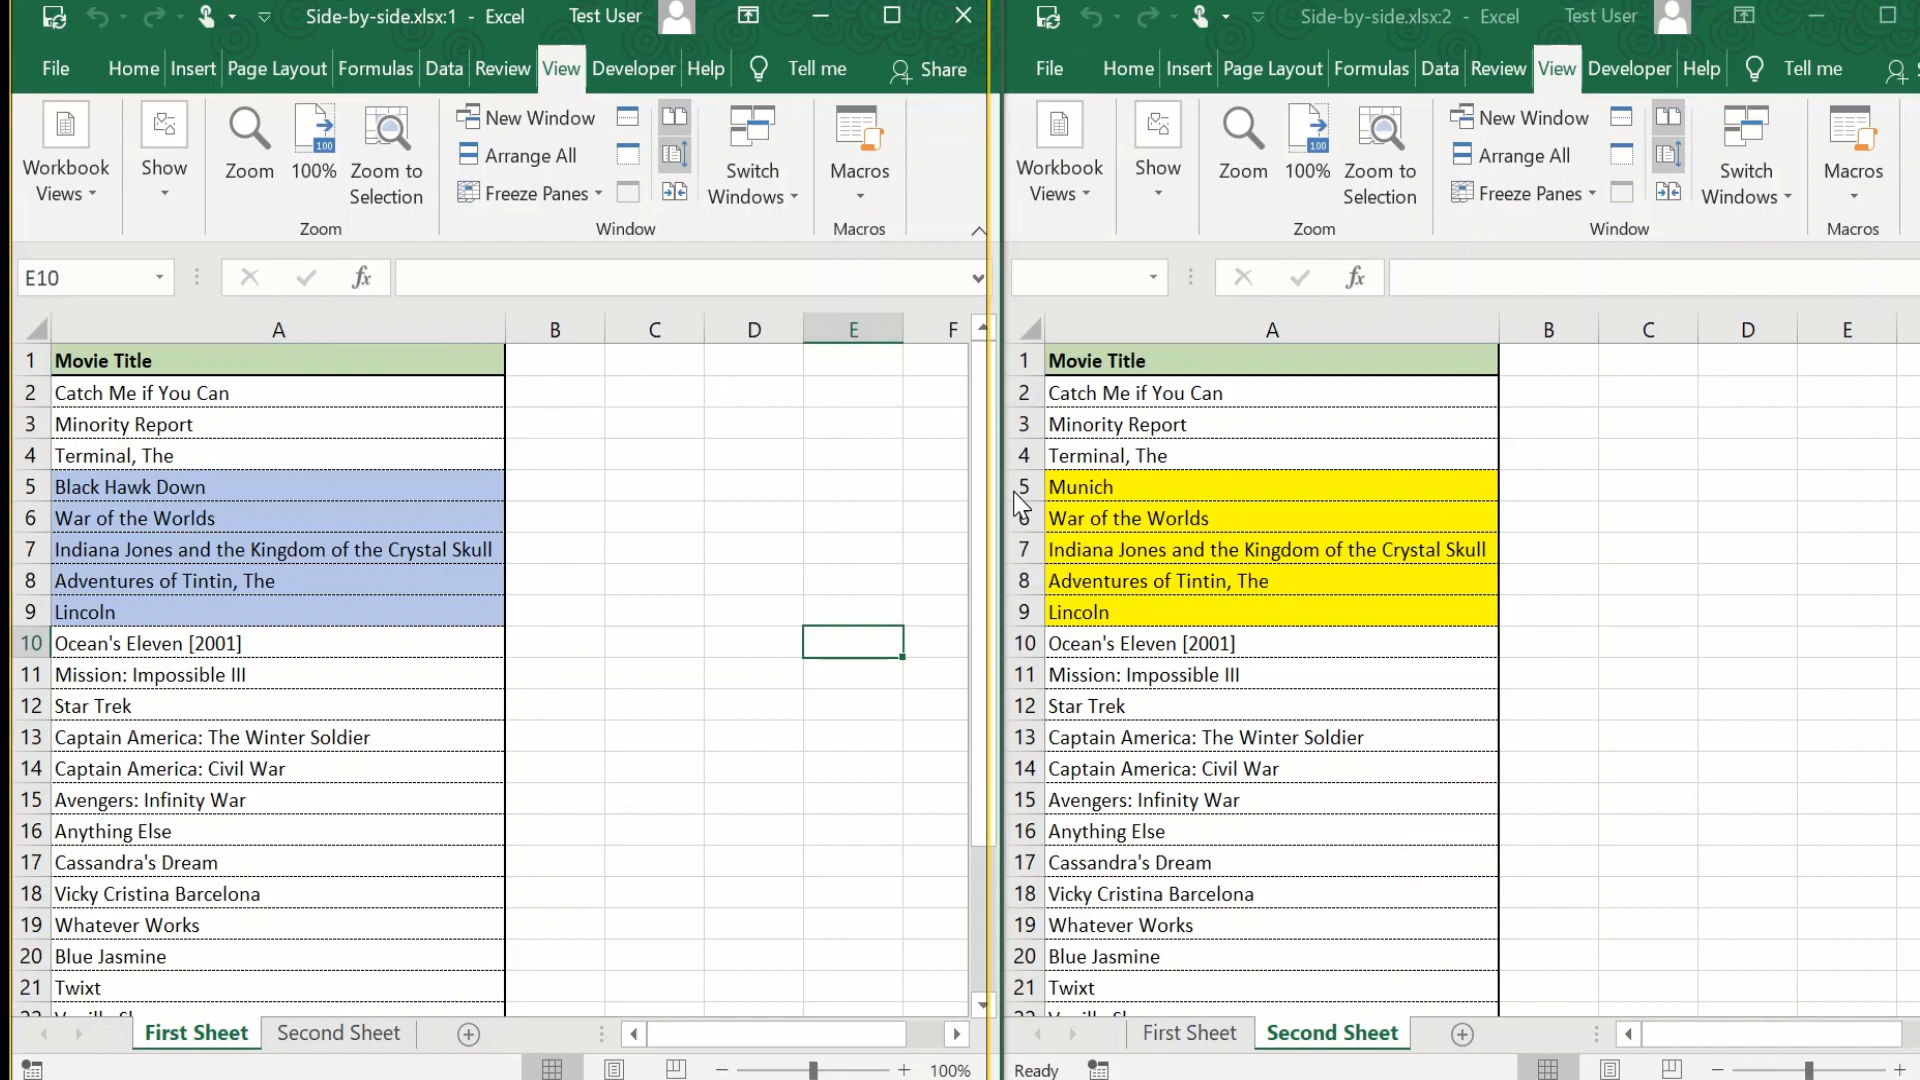 Side-by-side.xlsx:1 - Excel Test User
File Home Insert Page Layout Formulas Data Review View Developer Help Tell me Share
New Window
Arrange All
Freeze Panes
Workbook Views
Show
Zoom
100
100%
Zoom to Selection
Switch Windows
Macros
Zoom Window Macros
E10 fx
A B C D E F
1 Movie Title
2 Catch Me if You Can
3 Minority Report
4 Terminal, The
5 Black Hawk Down
6 War of the Worlds
7 Indiana Jones and the Kingdom of the Crystal Skull
8 Adventures of Tintin, The
9 Lincoln
10 Ocean's Eleven [2001]
11 Mission: Impossible III
12 Star Trek
13 Captain America: The Winter Soldier
14 Captain America: Civil War
15 Avengers: Infinity War
16 Anything Else
17 Cassandra's Dream
18 Vicky Cristina Barcelona
19 Whatever Works
20 Blue Jasmine
21 Twixt
First Sheet Second Sheet
100%
Side-by-side.xlsx:2 - Excel Test User
File Home Insert Page Layout Formulas Data Review View Developer Help Tell me
New Window
Arrange All
Freeze Panes
Workbook Views
Show
Zoom
100
100%
Zoom to Selection
Switch Windows
Macros
Zoom Window Macros
fx
A B C D E
1 Movie Title
2 Catch Me if You Can
3 Minority Report
4 Terminal, The
5 Munich
6 War of the Worlds
7 Indiana Jones and the Kingdom of the Crystal Skull
8 Adventures of Tintin, The
9 Lincoln
10 Ocean's Eleven [2001]
11 Mission: Impossible III
12 Star Trek
13 Captain America: The Winter Soldier
14 Captain America: Civil War
15 Avengers: Infinity War
16 Anything Else
17 Cassandra's Dream
18 Vicky Cristina Barcelona
19 Whatever Works
20 Blue Jasmine
21 Twixt
First Sheet Second Sheet
Ready